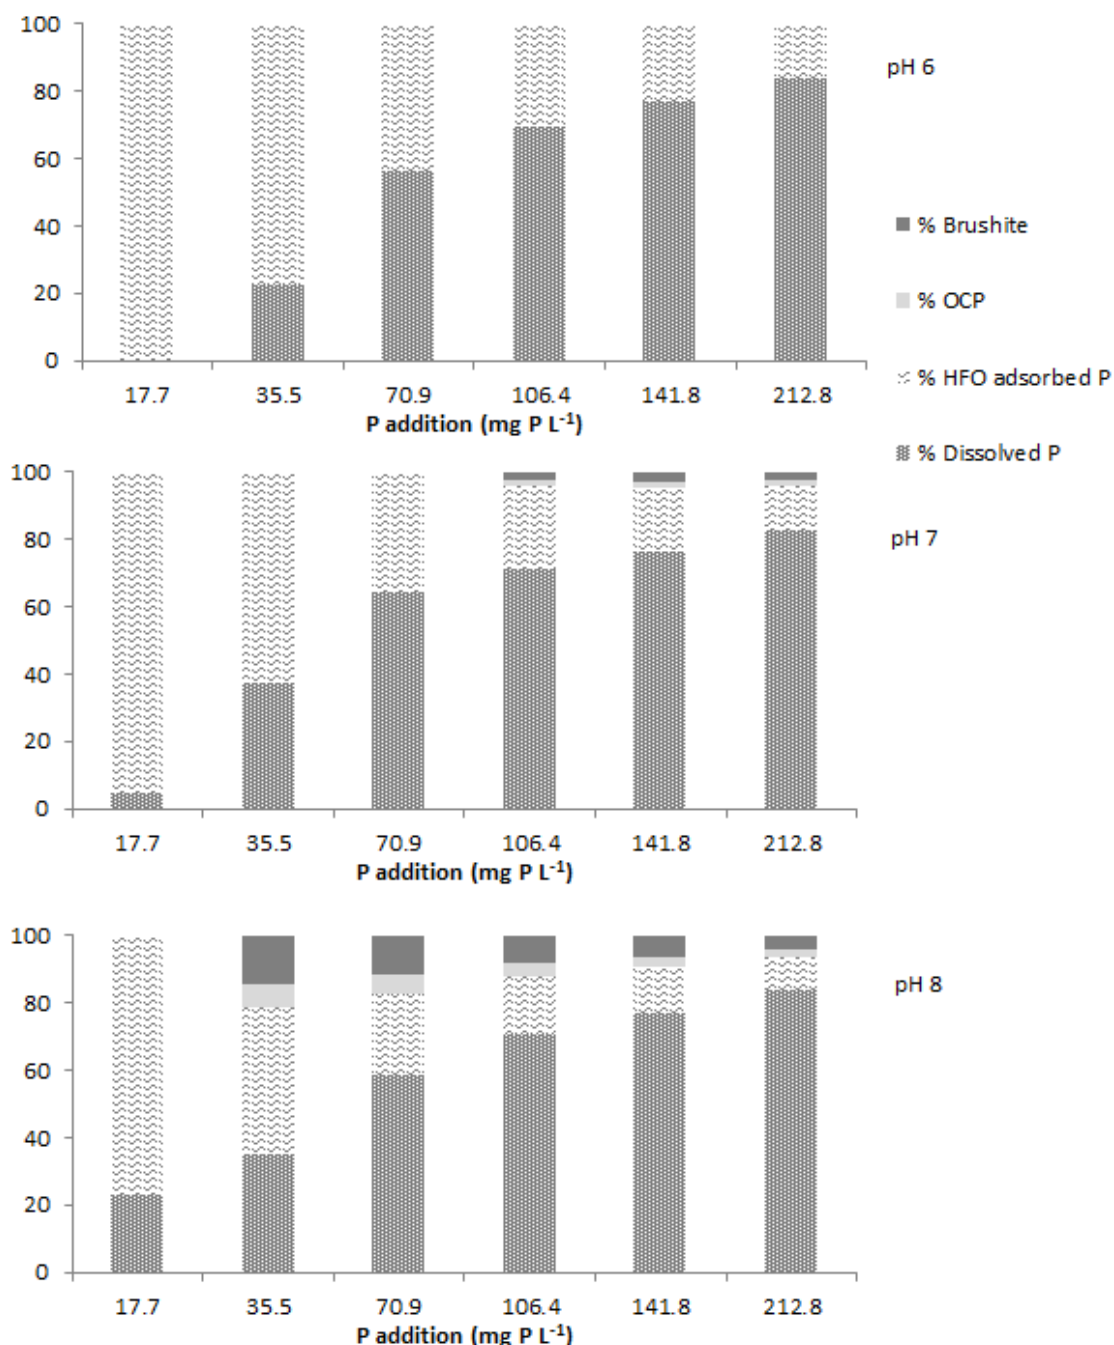 100
80
60
40
20
0
17.7 35.5 70.9 106.4 141.8 212.8
P addition (mg P L-1)
pH 6
% Brushite
% OCP
% HFO adsorbed P
% Dissolved P
100
80
60
40
20
0
17.7 35.5 70.9 106.4 141.8 212.8
P addition (mg P L-1)
pH 7
100
80
60
40
20
0
17.7 35.5 70.9 106.4 141.8 212.8
P addition (mg P L-1)
pH 8